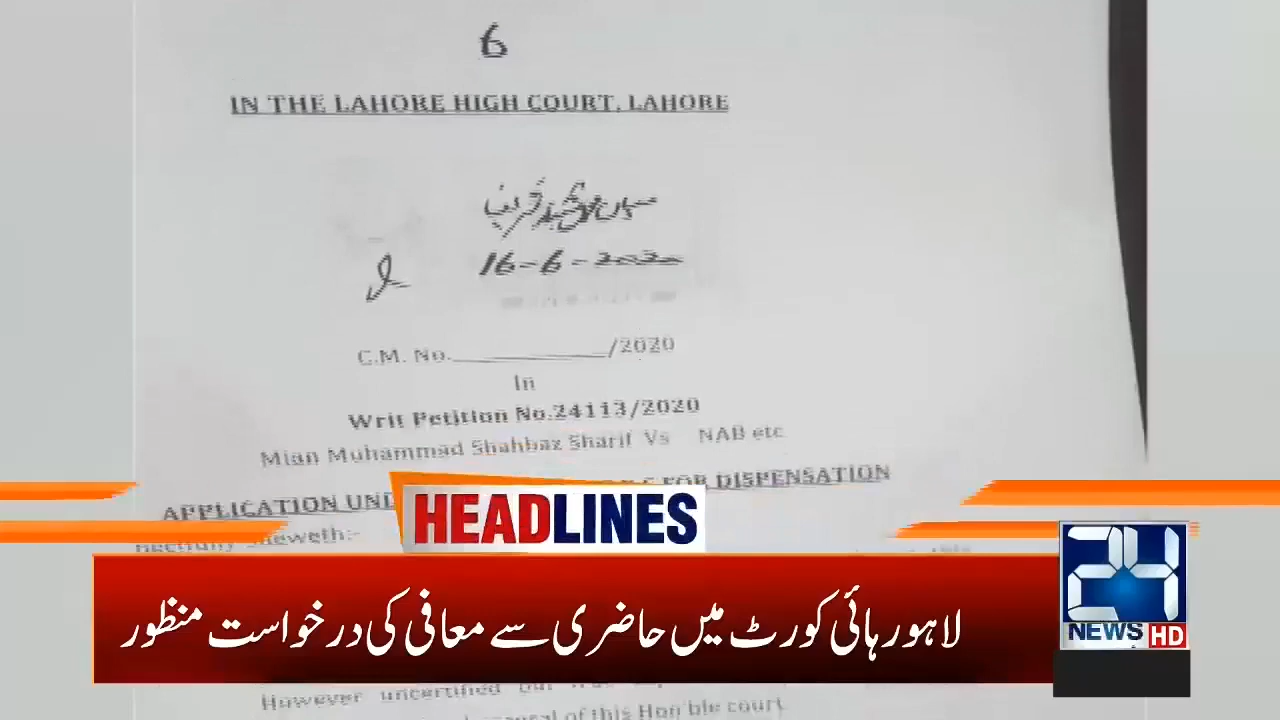 6
IN THE LAHORE HIGH COURT, LAHORE
16-6-2020
C.M. No.____________/2020
In
Writ Petition No.24113/2020
Mian Muhammad Shahbaz Sharif Vs NAB etc
APPLICATION FOR DISPENSATION
HEADLINES
24
NEWS HD
لاہور ہائی کورٹ میں حاضری سے معافی کی درخواست منظور
However uncertified
of this Hon'ble court